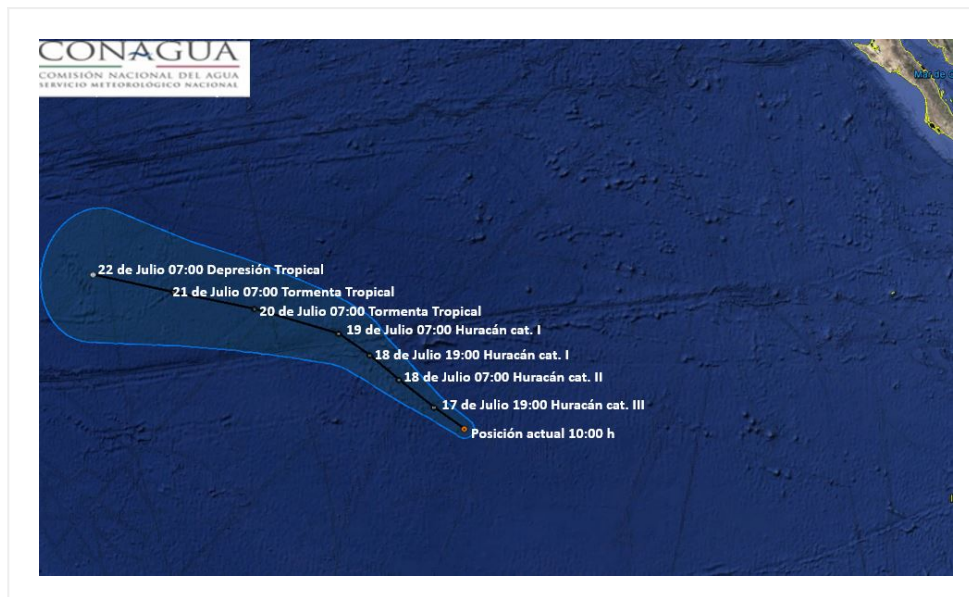 CONAGUA
COMISIÓN NACIONAL DEL AGUA
SERVICIO METEOROLÓGICO NACIONAL
Mar de
22 de Julio 07:00 Depresión Tropical
21 de Julio 07:00 Tormenta Tropical
20 de Julio 07:00 Tormenta Tropical
19 de Julio 07:00 Huracán cat. I
18 de Julio 19:00 Huracán cat. I
18 de Julio 07:00 Huracán cat. II
17 de Julio 19:00 Huracán cat. III
Posición actual 10:00 h